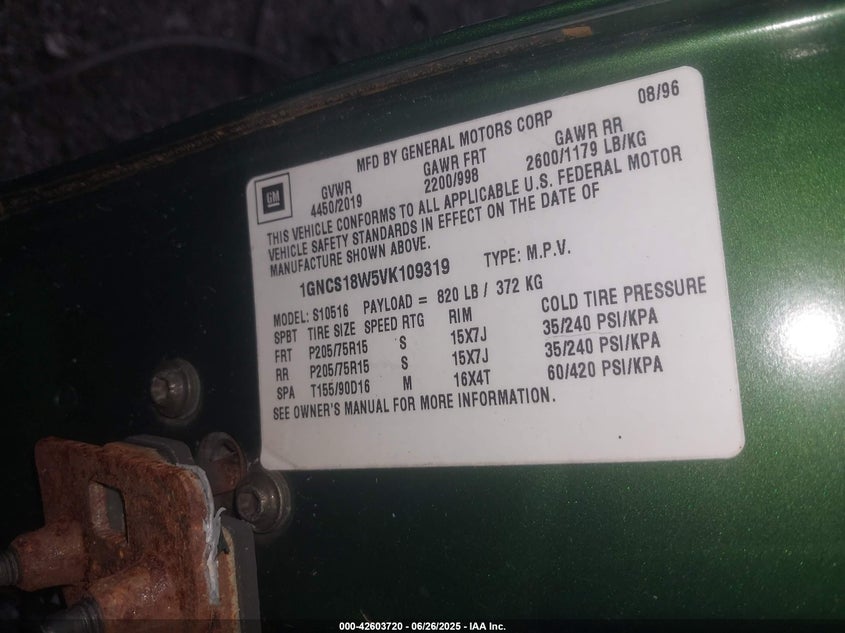 08/96
MFD BY GENERAL MOTORS CORP
GVWR GAWR FRT GAWR RR
4450/2019 2200/998 2600/1179 LB/KG
GM
THIS VEHICLE CONFORMS TO ALL APPLICABLE U.S. FEDERAL MOTOR
VEHICLE SAFETY STANDARDS IN EFFECT ON THE DATE OF
MANUFACTURE SHOWN ABOVE.
1GNCS18W5VK109319 TYPE: M.P.V.
MODEL: S10516 PAYLOAD = 820 LB / 372 KG
SPBT TIRE SIZE SPEED RTG RIM COLD TIRE PRESSURE
FRT P205/75R15 S 15X7J 35/240 PSI/KPA
RR P205/75R15 S 15X7J 35/240 PSI/KPA
SPA T155/90D16 M 16X4T 60/420 PSI/KPA
SEE OWNER'S MANUAL FOR MORE INFORMATION.
000-42603720 - 06/26/2025 - IAA Inc.